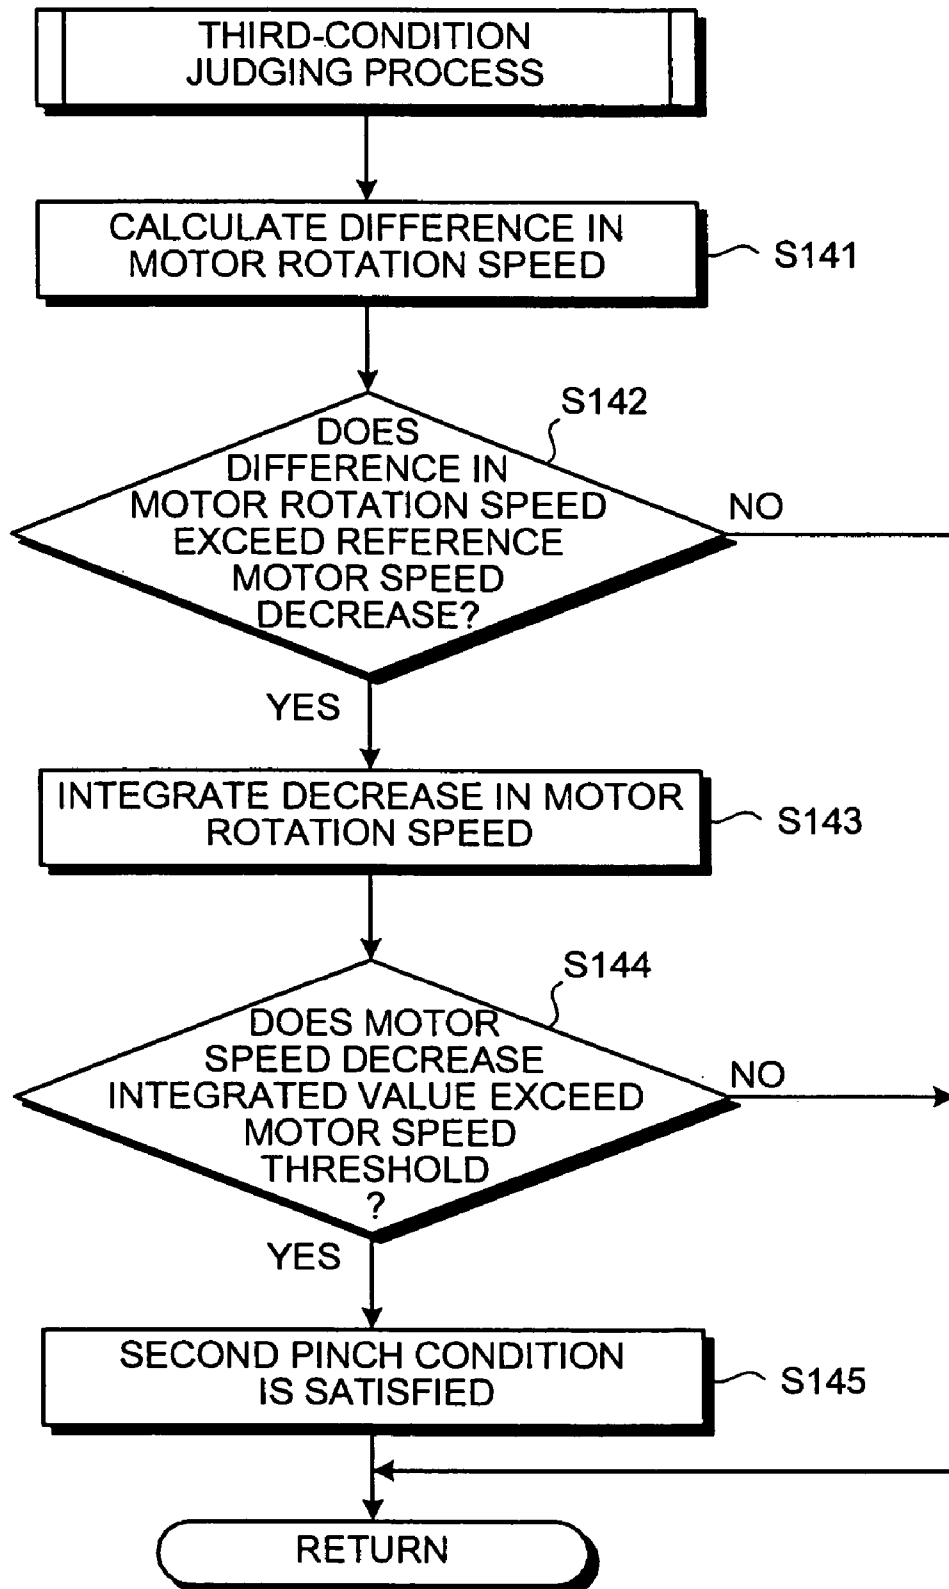 THIRD-CONDITION
JUDGING PROCESS
CALCULATE DIFFERENCE IN
MOTOR ROTATION SPEED
S141
S142
DOES
DIFFERENCE IN
MOTOR ROTATION SPEED
EXCEED REFERENCE
MOTOR SPEED
DECREASE?
NO
YES
INTEGRATE DECREASE IN MOTOR
ROTATION SPEED
S143
S144
DOES MOTOR
SPEED DECREASE
INTEGRATED VALUE EXCEED
MOTOR SPEED
THRESHOLD
?
NO
YES
SECOND PINCH CONDITION
IS SATISFIED
S145
RETURN